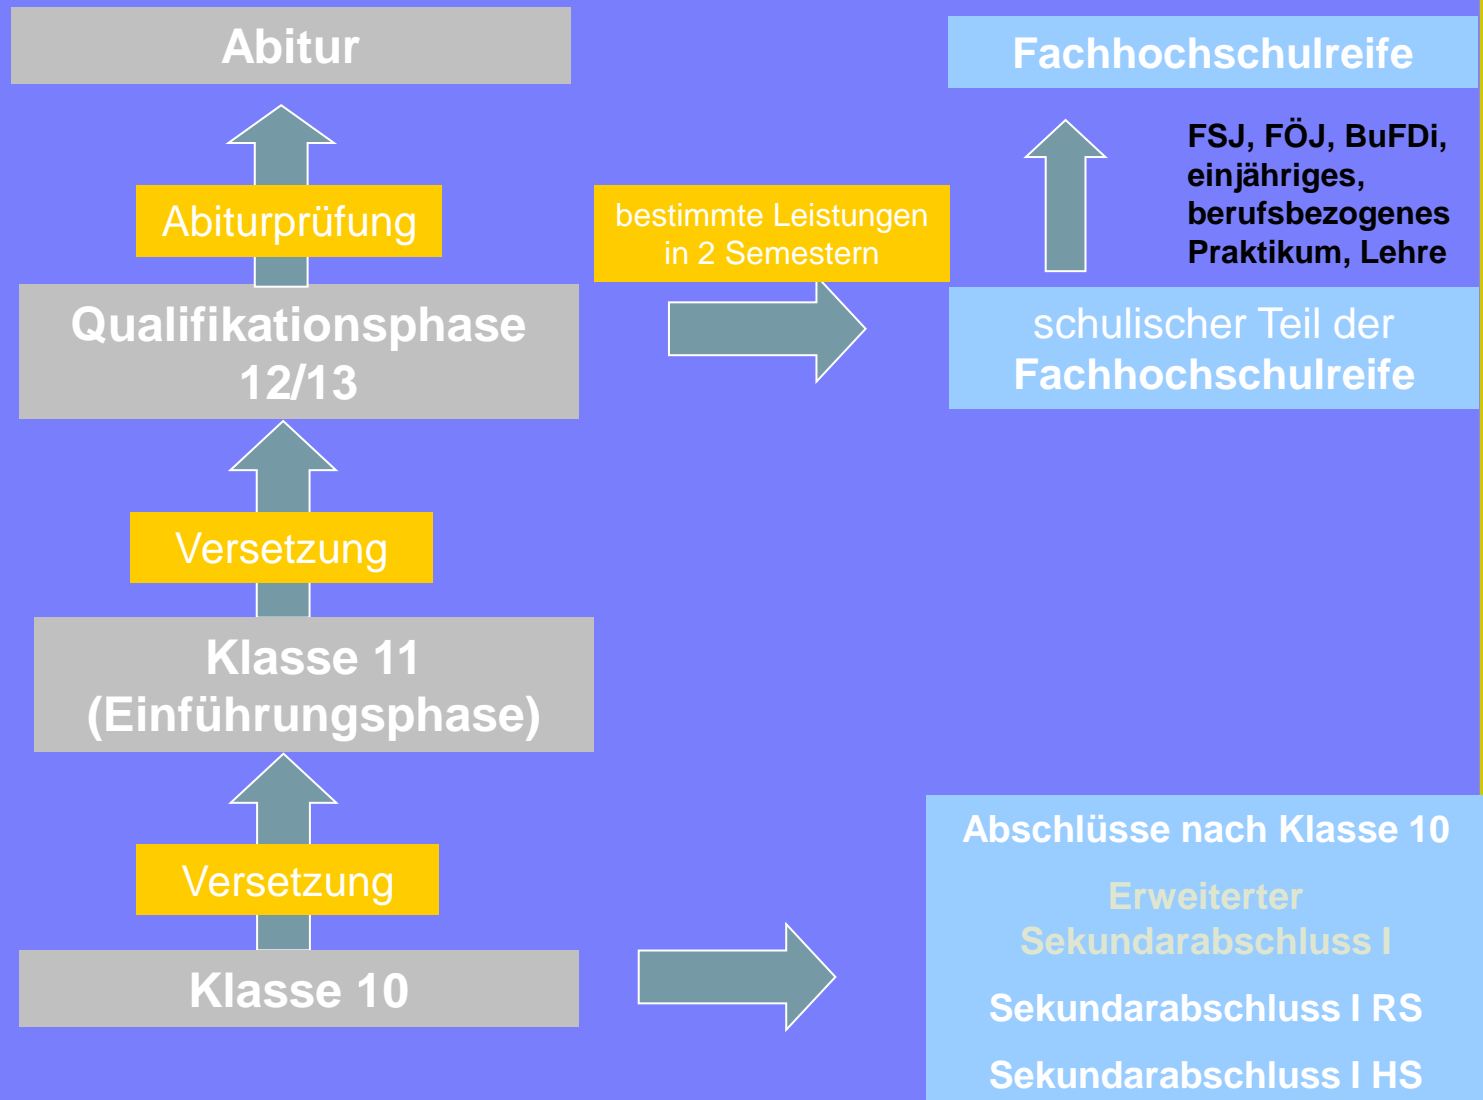 Abitur
Fachhochschulreife
FSJ, FÖJ, BuFDi,
einjähriges,
berufsbezogenes
Praktikum, Lehre
Abiturprüfung
bestimmte Leistungen
in 2 Semestern
Qualifikationsphase
12/13
schulischer Teil der
Fachhochschulreife
Versetzung
Klasse 11
(Einführungsphase)
Versetzung
Klasse 10
Abschlüsse nach Klasse 10
Erweiterter
Sekundarabschluss I
Sekundarabschluss I RS
Sekundarabschluss I HS